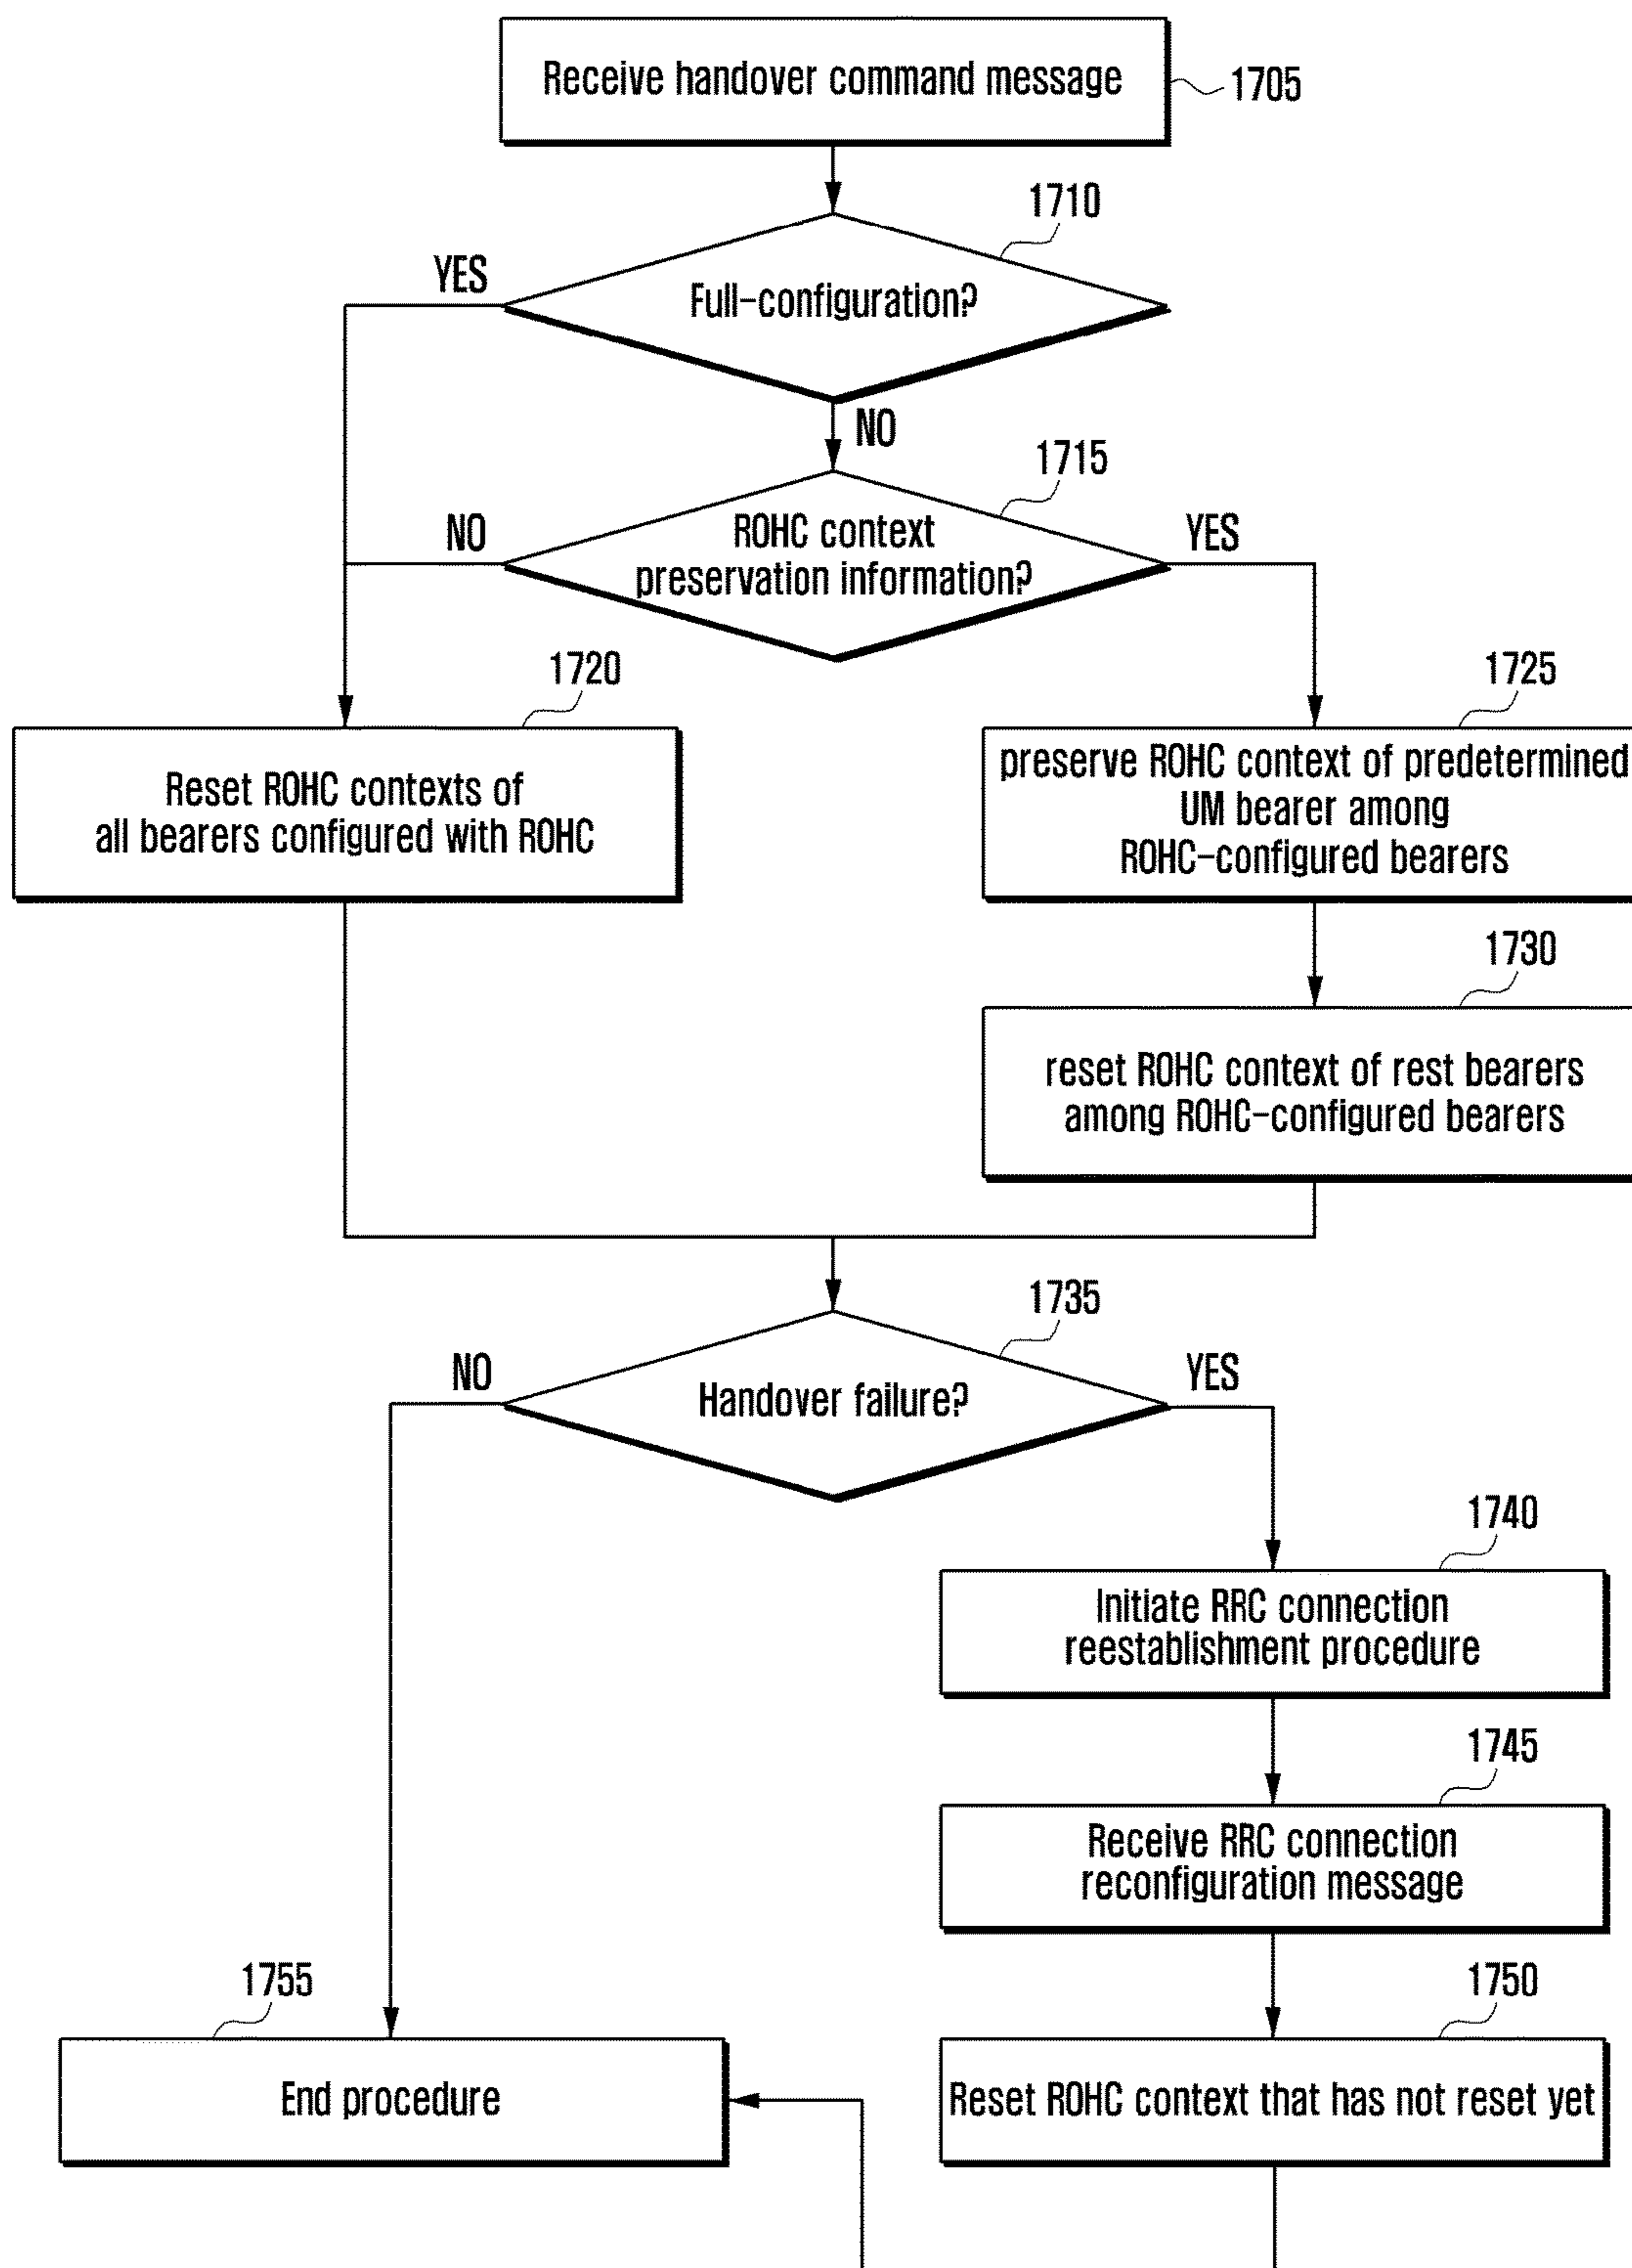 Receive handover command message
1705
1710
YES
Full-configuration?
NO
1715
NO
ROHC context
YES
preservation information?
1720
1725
Reset ROHC contexts of
all bearers configured with ROHC
preserve ROHC context of predetermined
UM bearer among
ROHC-configured bearers
1730
reset ROHC context of rest bearers
among ROHC-configured bearers
1735
NO
Handover failure?
YES
1740
Initiate RRC connection
reestablishment procedure
1745
Receive RRC connection
reconfiguration message
1755
1750
End procedure
Reset ROHC context that has not reset yet